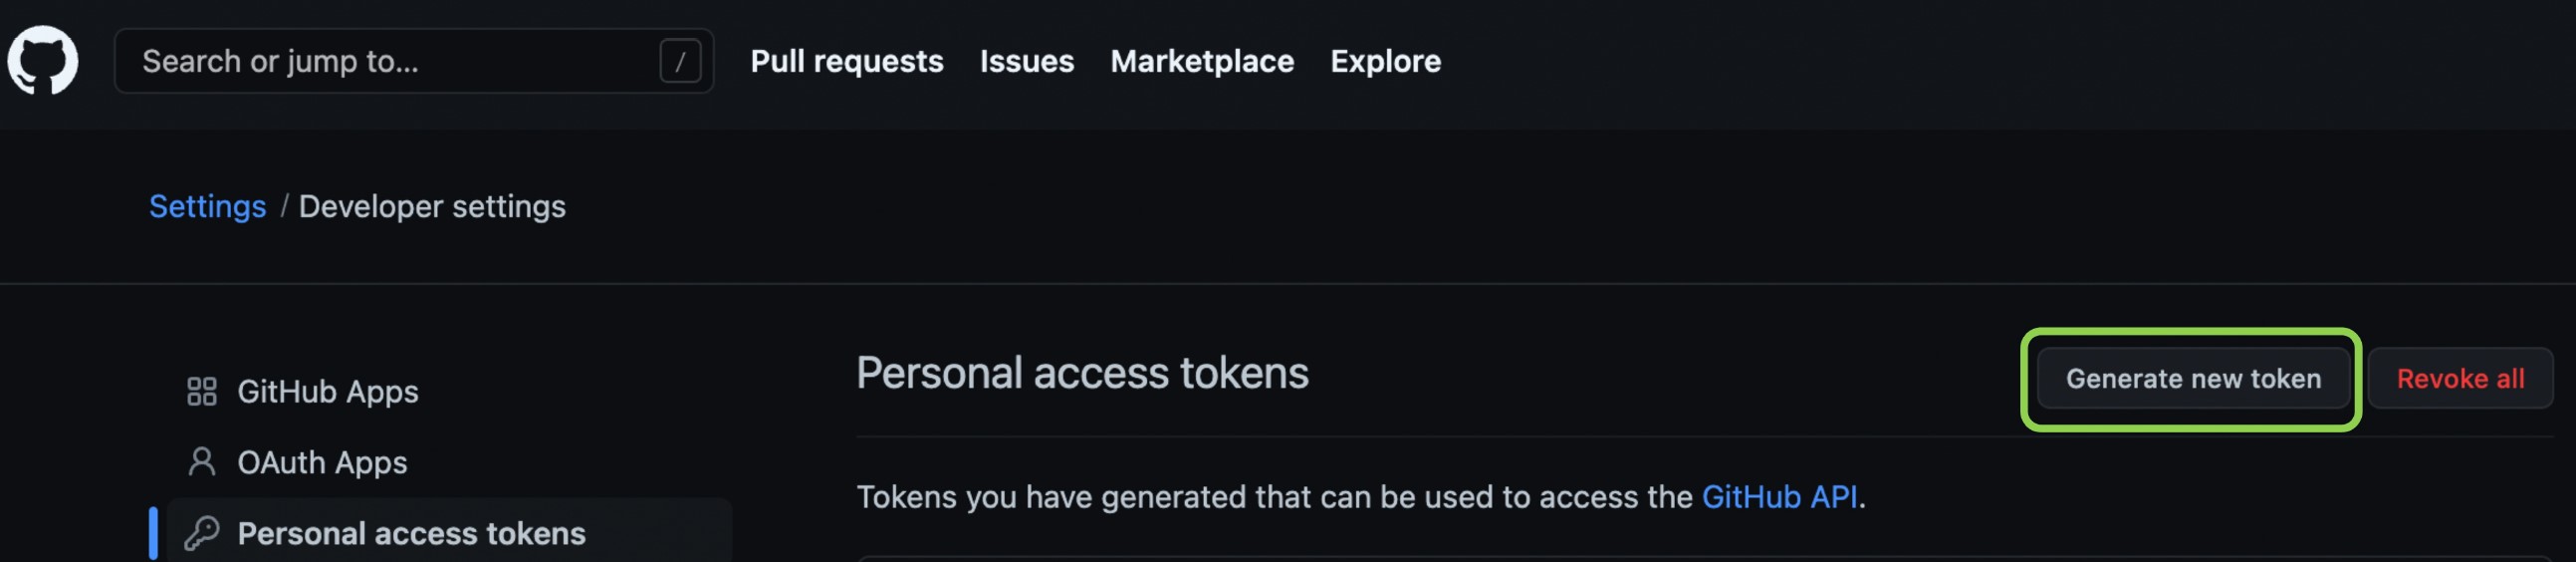 Search or jump to... /
Pull requests Issues Marketplace Explore
Settings / Developer settings
GitHub Apps
OAuth Apps
Personal access tokens
Personal access tokens
Generate new token
Revoke all
Tokens you have generated that can be used to access the GitHub API.